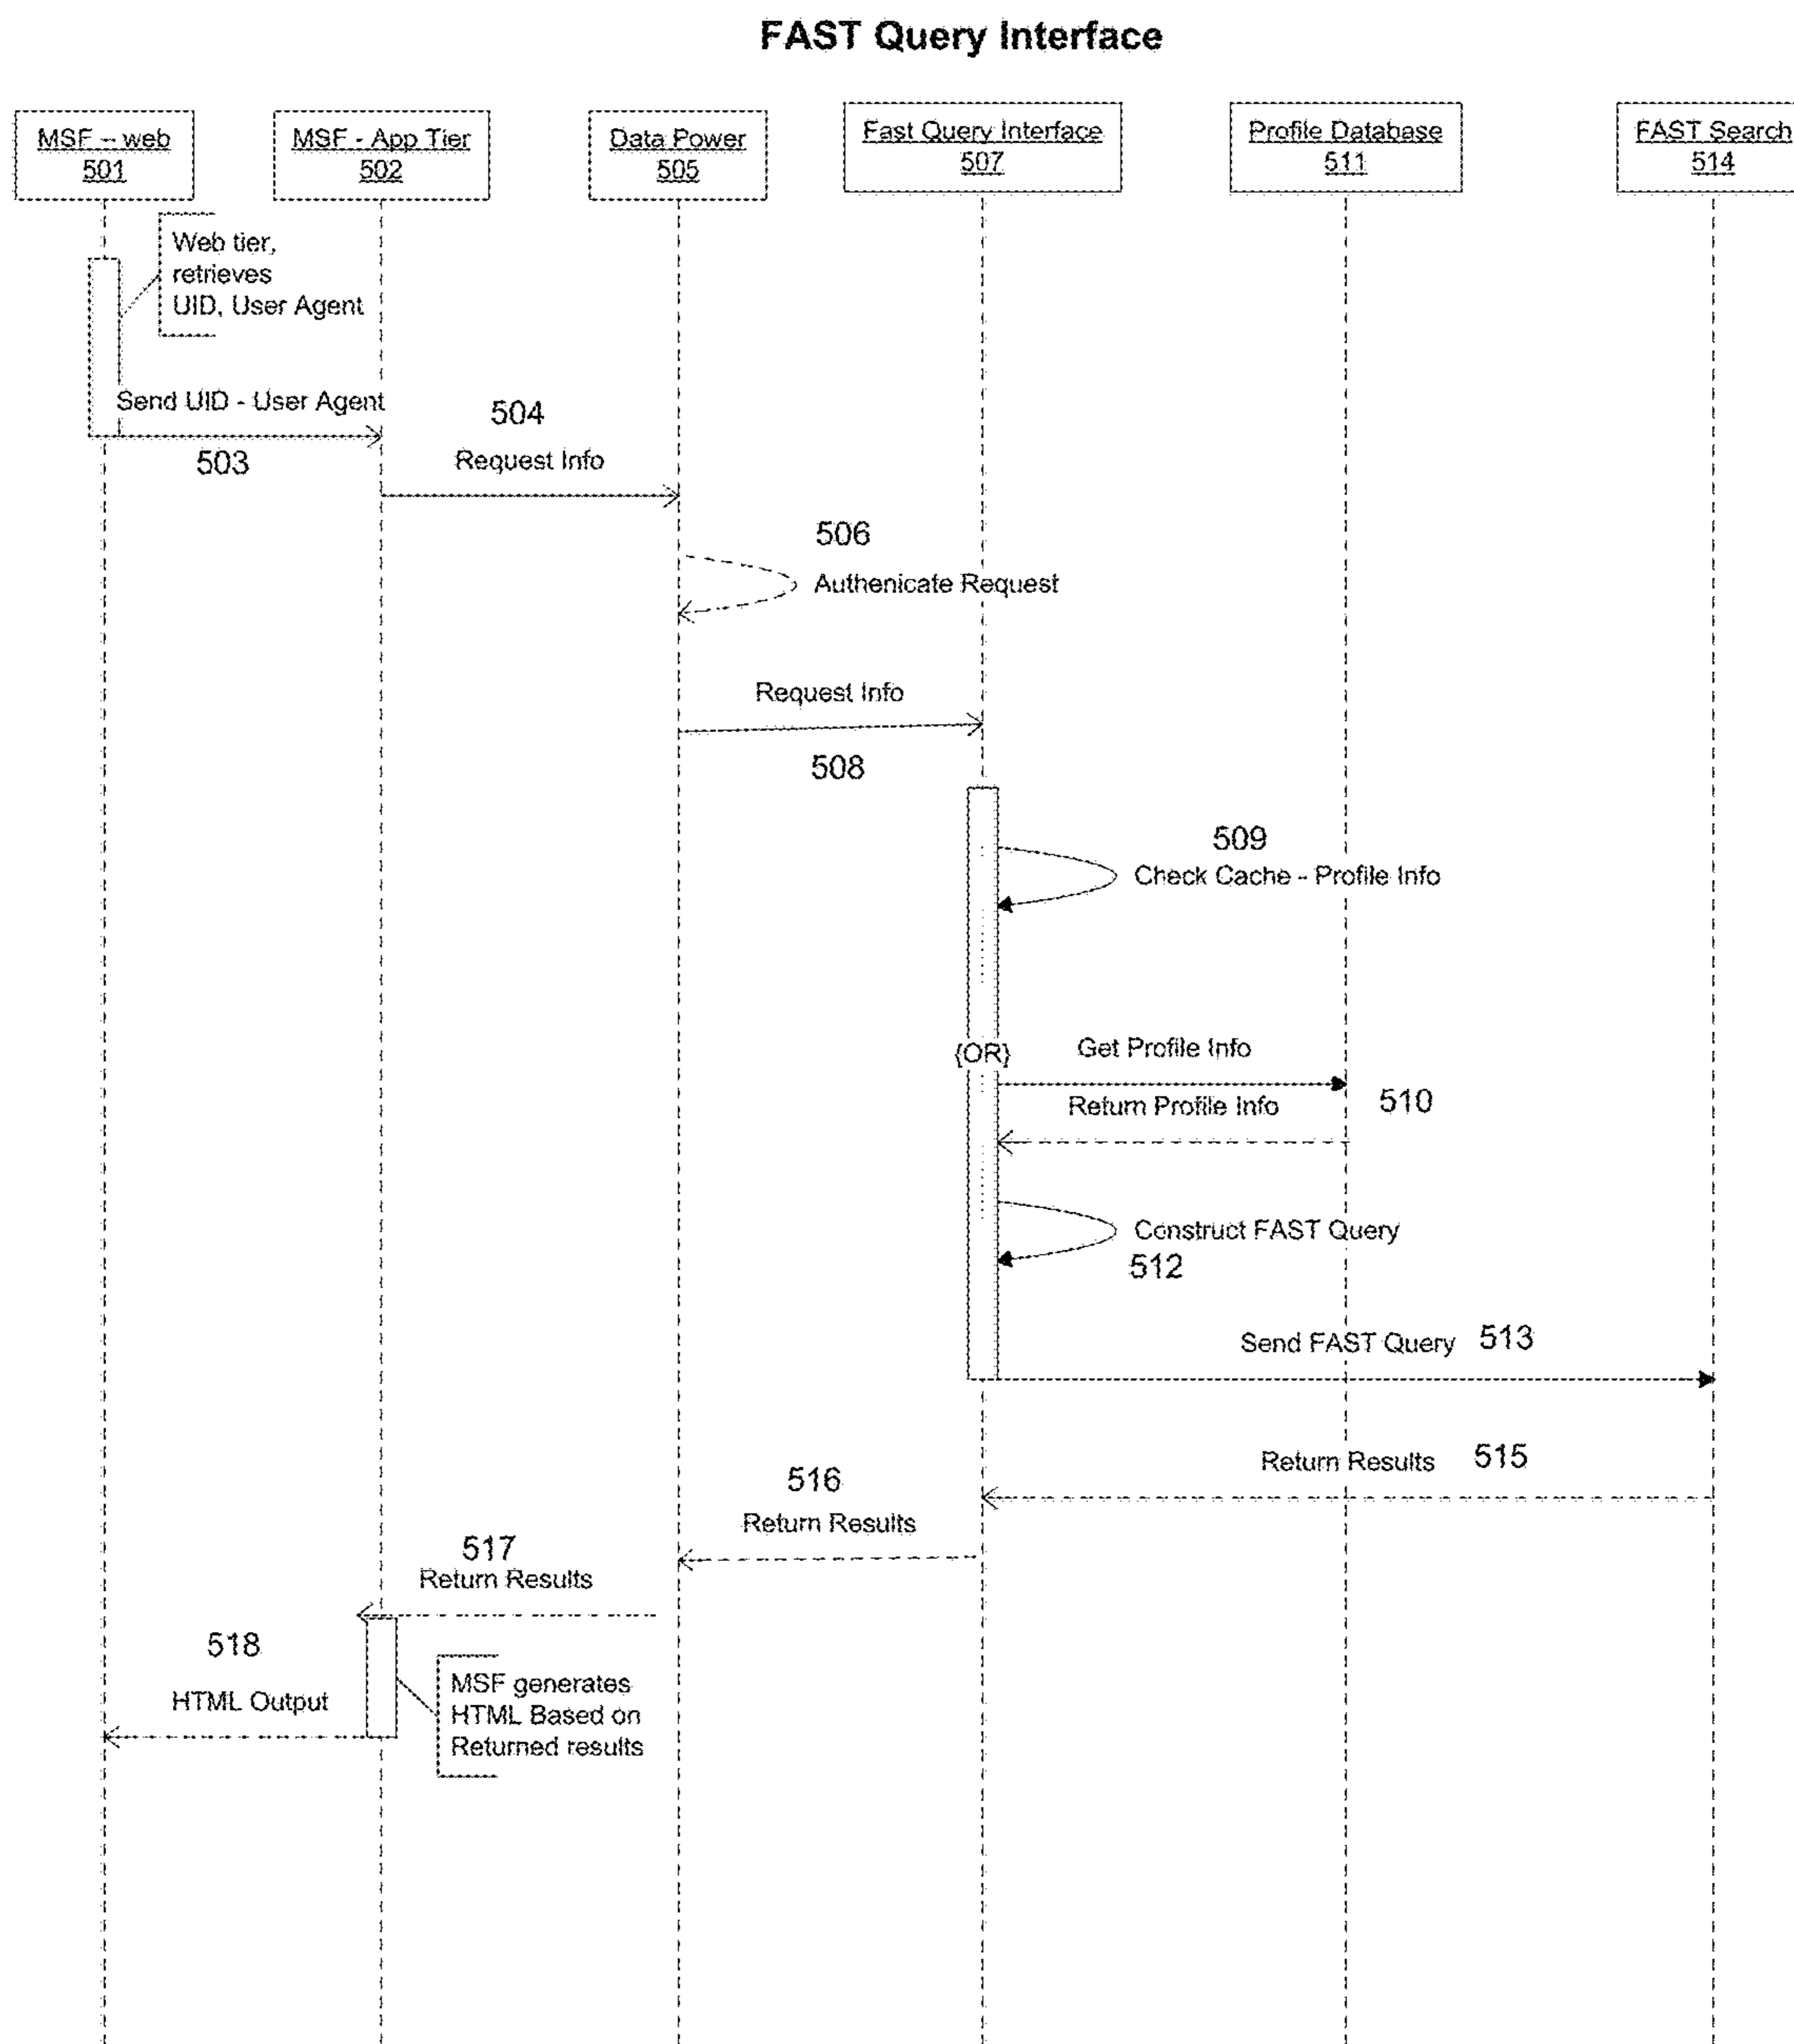 FAST Query Interface
MSF – web
501
MSF - App Tier
502
Data Power
505
Fast Query Interface
507
Profile Database
511
FAST Search
514
Web tier,
retrieves
UID, User Agent
Send UID - User Agent
503
504
Request Info
506
Authenicate Request
Request Info
508
509
Check Cache - Profile Info
{OR}
Get Profile Info
Return Profile Info
510
Construct FAST Query
512
Send FAST Query 513
Return Results 515
516
Return Results
517
Return Results
518
HTML Output
MSF generates
HTML Based on
Returned results